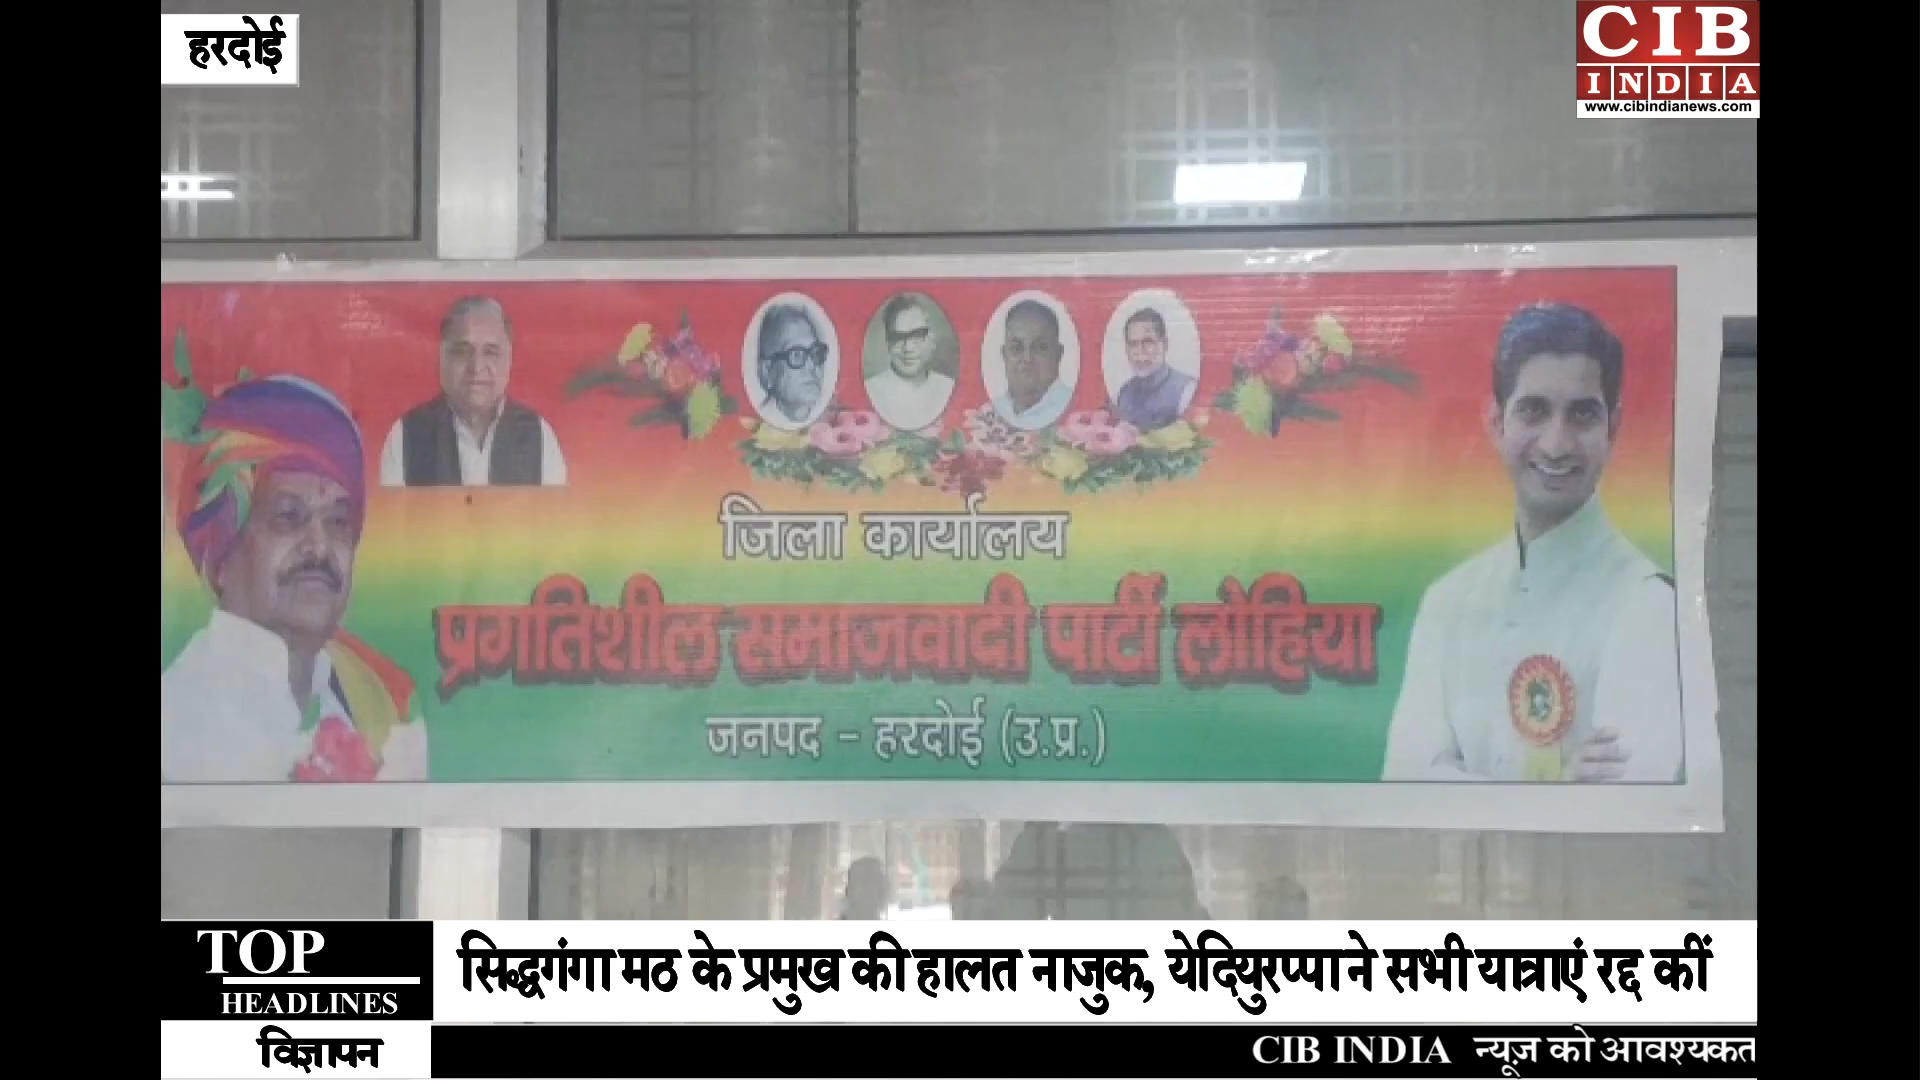 हरदोई
CIB
INDIA
www.cibindianews.com
जिला कार्यालय
प्रगतिशील समाजवादी पार्टी लोहिया
जनपद - हरदोई (उ.प्र.)
TOP
HEADLINES
सिद्धगंगा मठ के प्रमुख की हालत नाजुक, येदियुरप्पा ने सभी यात्राएं रद्द कीं
विज्ञापन
CIB INDIA न्यूज़ को आवश्यकत